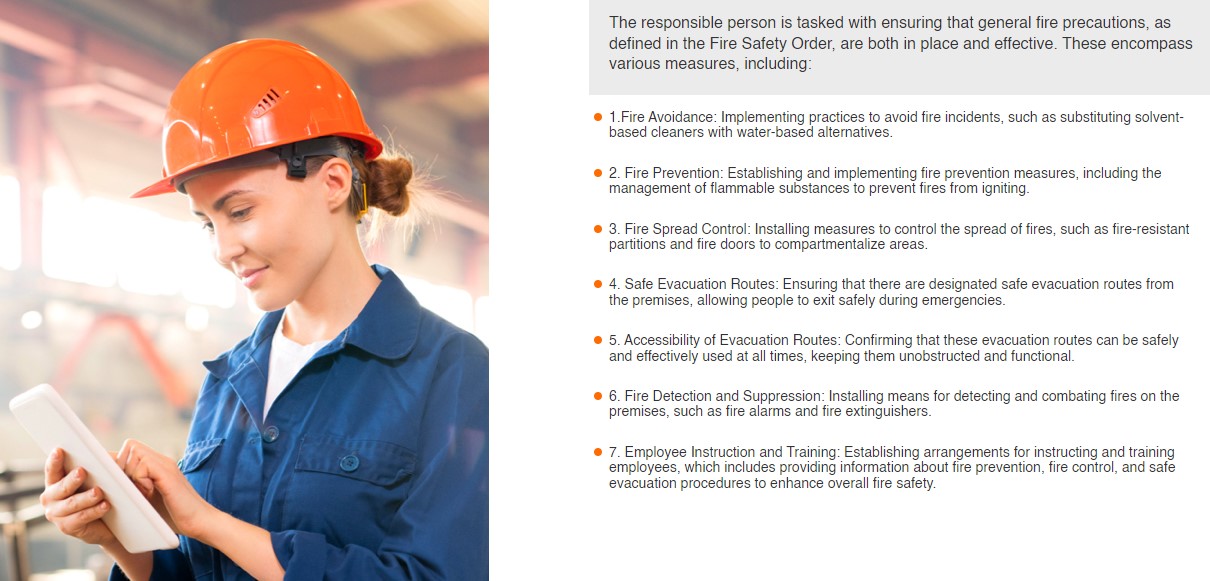 The responsible person is tasked with ensuring that general fire precautions, as
defined in the Fire Safety Order, are both in place and effective. These encompass
various measures, including:
1.Fire Avoidance: Implementing practices to avoid fire incidents, such as substituting solvent-
based cleaners with water-based alternatives.
2. Fire Prevention: Establishing and implementing fire prevention measures, including the
management of flammable substances to prevent fires from igniting.
3. Fire Spread Control: Installing measures to control the spread of fires, such as fire-resistant
partitions and fire doors to compartmentalize areas.
4. Safe Evacuation Routes: Ensuring that there are designated safe evacuation routes from
the premises, allowing people to exit safely during emergencies.
5. Accessibility of Evacuation Routes: Confirming that these evacuation routes can be safely
and effectively used at all times, keeping them unobstructed and functional.
6. Fire Detection and Suppression: Installing means for detecting and combating fires on the
premises, such as fire alarms and fire extinguishers.
7. Employee Instruction and Training: Establishing arrangements for instructing and training
employees, which includes providing information about fire prevention, fire control, and safe
evacuation procedures to enhance overall fire safety.